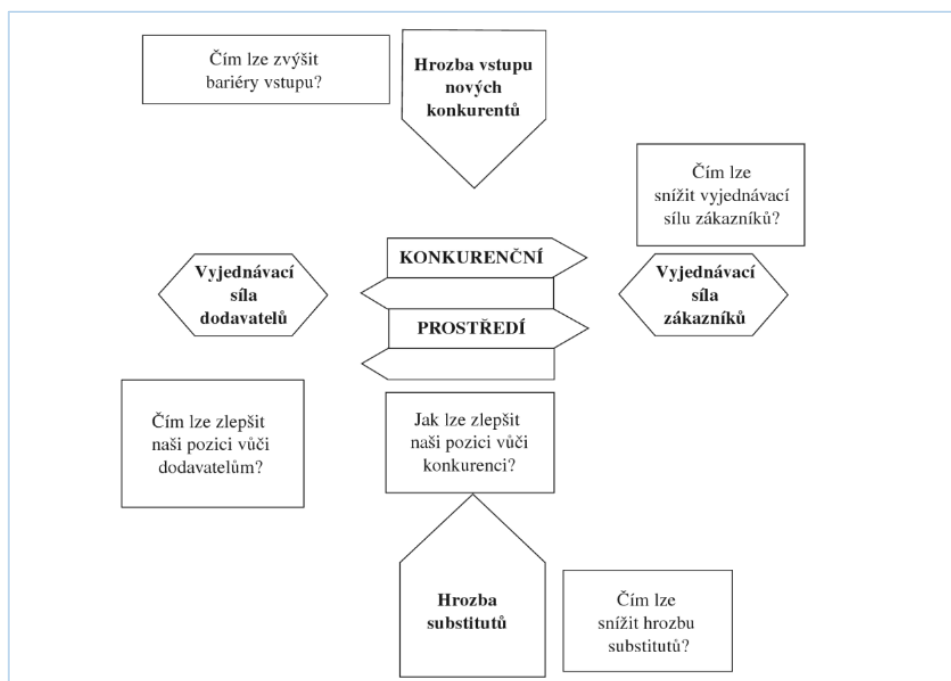 Čím lze zvýšit
bariéry vstupu?
Hrozba vstupu
nových
konkurentů
Čím lze
snížit vyjednávací
sílu zákazníků?
KONKURENČNÍ
Vyjednávací
síla
dodavatelů
Vyjednávací
síla
zákazníků
PROSTŘEDÍ
Čím lze zlepšit
naši pozici vůči
dodavatelům?
Jak lze zlepšit
naši pozici vůči
konkurenci?
Hrozba
substitutů
Čím lze
snížit hrozbu
substitutů?